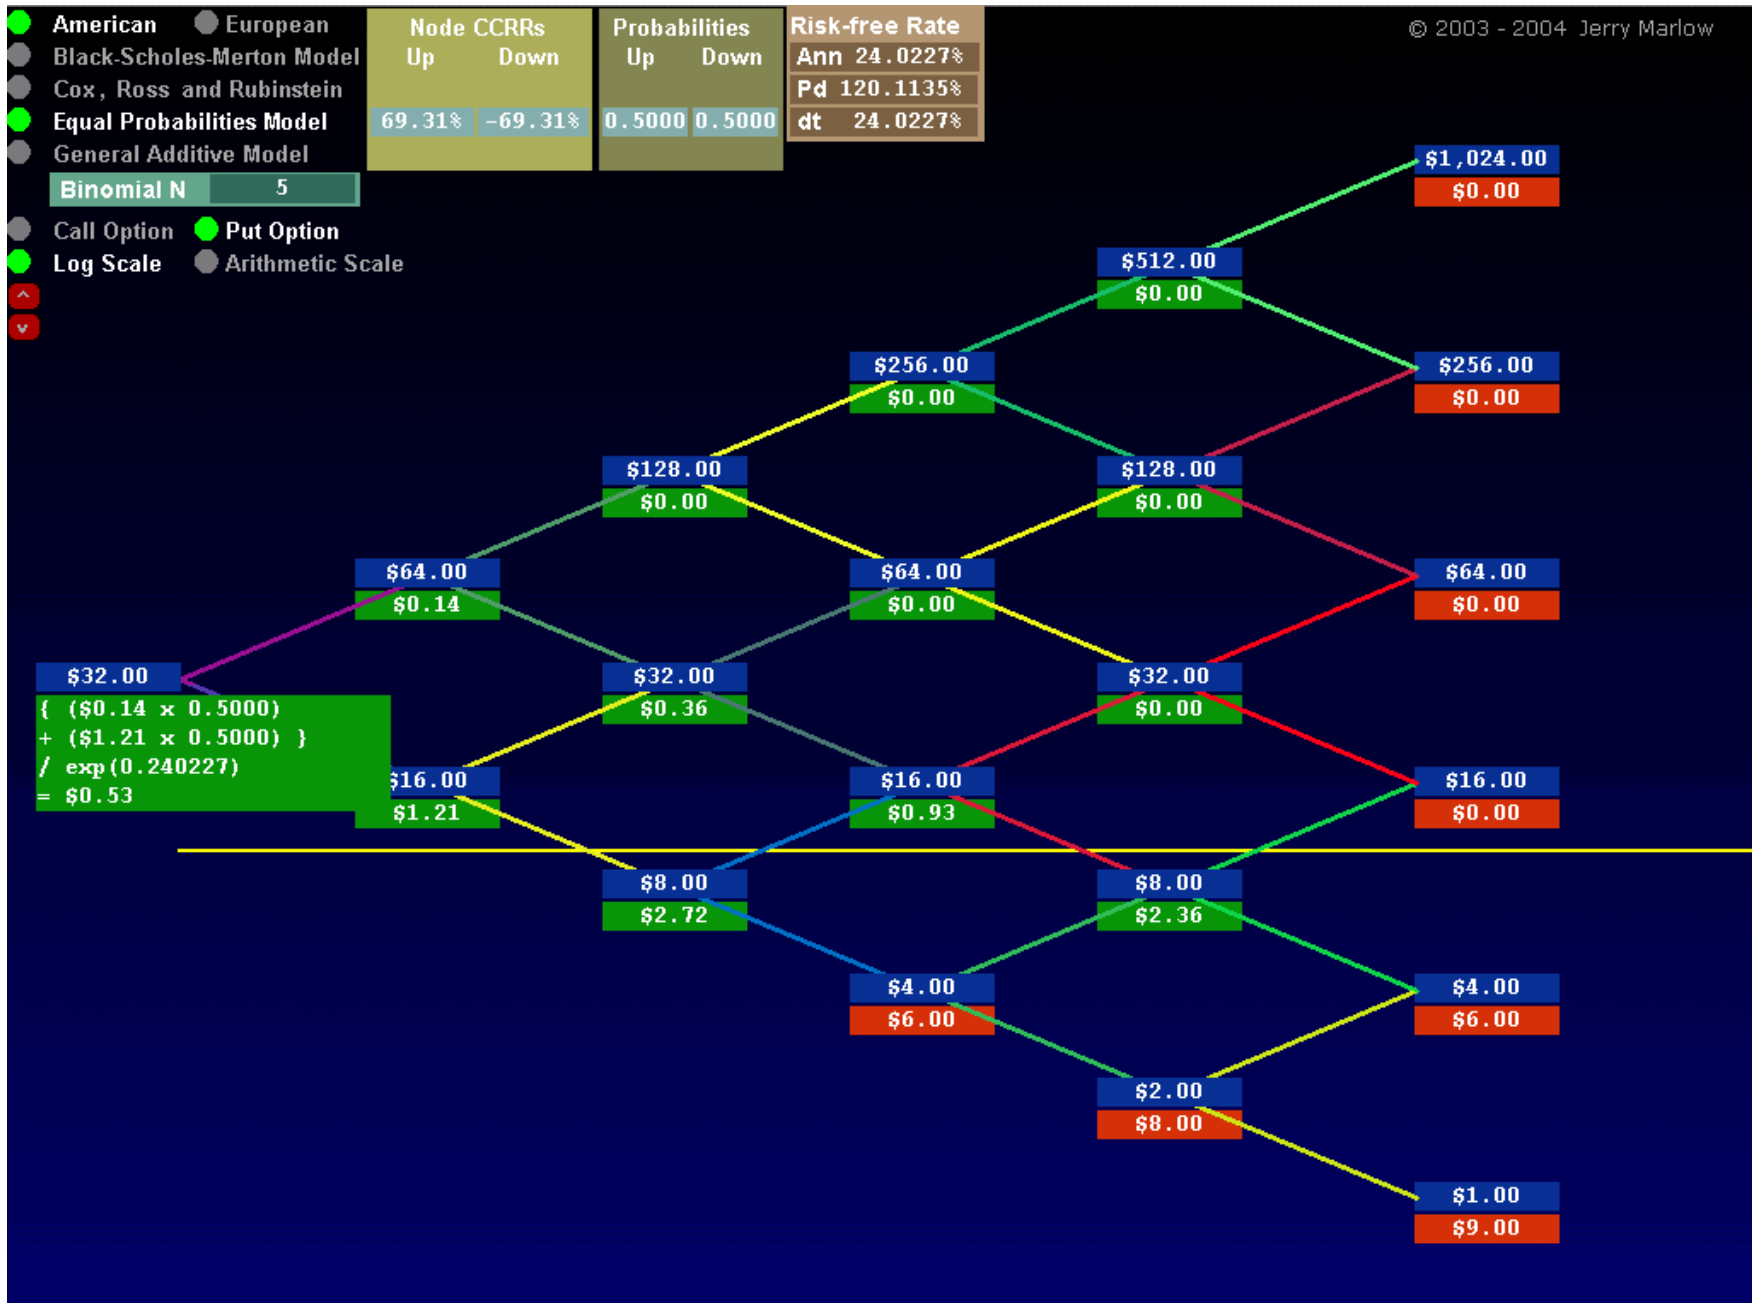 American European
Black-Scholes-Merton Model
Cox, Ross and Rubinstein
Equal Probabilities Model
General Additive Model
Binomial N 5
Call Option Put Option
Log Scale Arithmetic Scale
^
v
Node CCRRs
Up Down
69.31% -69.31%
Probabilities
Up Down
0.5000 0.5000
Risk-free Rate
Ann 24.0227%
Pd 120.1135%
dt 24.0227%
© 2003 - 2004 Jerry Marlow
$32.00
{ ($0.14 x 0.5000)
+ ($1.21 x 0.5000) }
/ exp(0.240227)
= $0.53
$64.00
$0.14
$16.00
$1.21
$128.00
$0.00
$32.00
$0.36
$8.00
$2.72
$256.00
$0.00
$64.00
$0.00
$16.00
$0.93
$4.00
$6.00
$512.00
$0.00
$128.00
$0.00
$32.00
$0.00
$8.00
$2.36
$2.00
$8.00
$1,024.00
$0.00
$256.00
$0.00
$64.00
$0.00
$16.00
$0.00
$4.00
$6.00
$1.00
$9.00